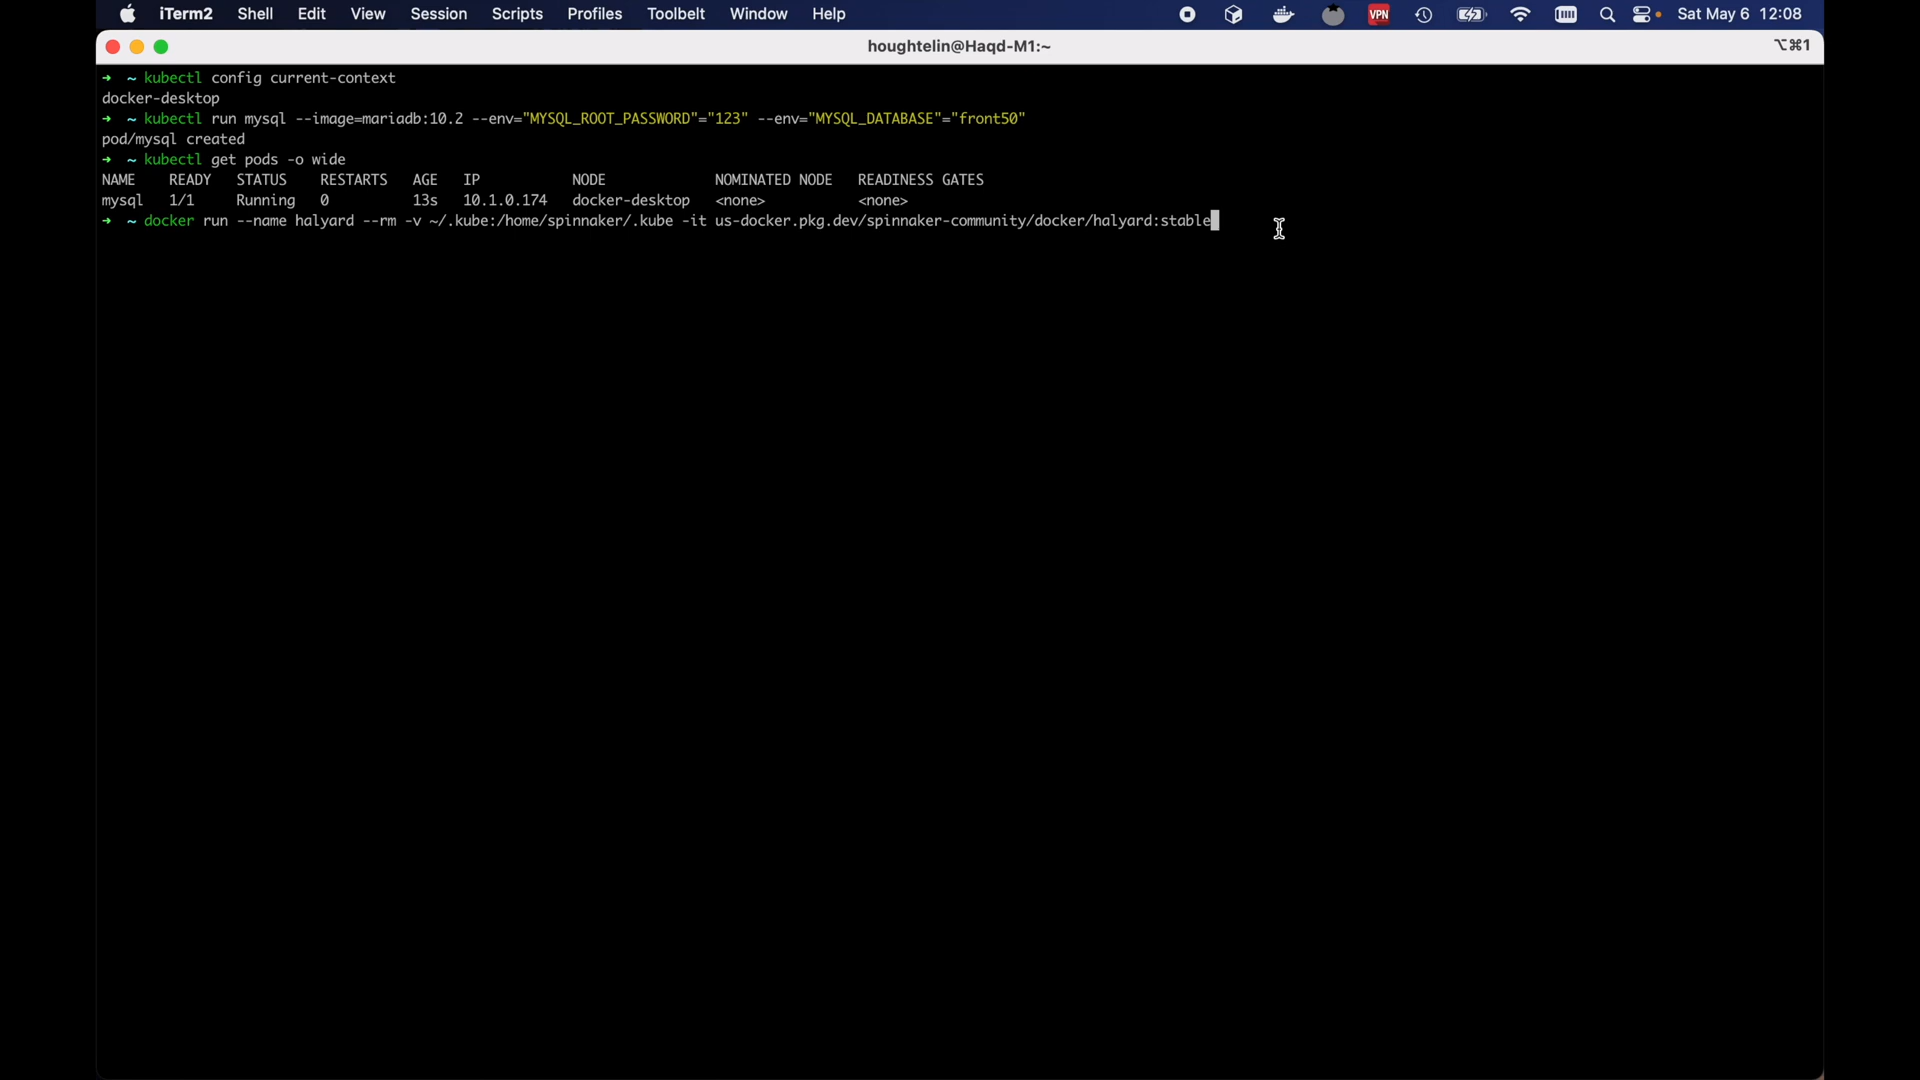 iTerm2 Shell Edit View Session Scripts Profiles Toolbelt Window Help VPN Sat May 6 12:08
houghtelin@Haqd-M1:~ ⌥⌘1
➜ ~ kubectl config current-context
docker-desktop
➜ ~ kubectl run mysql --image=mariadb:10.2 --env="MYSQL_ROOT_PASSWORD"="123" --env="MYSQL_DATABASE"="front50"
pod/mysql created
➜ ~ kubectl get pods -o wide
NAME READY STATUS RESTARTS AGE IP NODE NOMINATED NODE READINESS GATES
mysql 1/1 Running 0 13s 10.1.0.174 docker-desktop <none> <none>
➜ ~ docker run --name halyard --rm -v ~/.kube:/home/spinnaker/.kube -it us-docker.pkg.dev/spinnaker-community/docker/halyard:stable